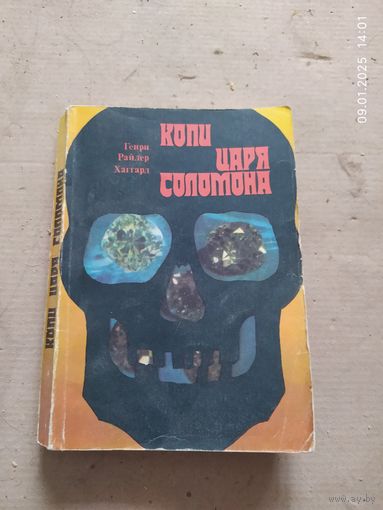 Генри
Райдер
Хаггард
КОПИ
ЦАРЯ
СОЛОМОНА
КОПИ ЦАРЯ СОЛОМОНА
09.01.2025 14:01
www.ay.by